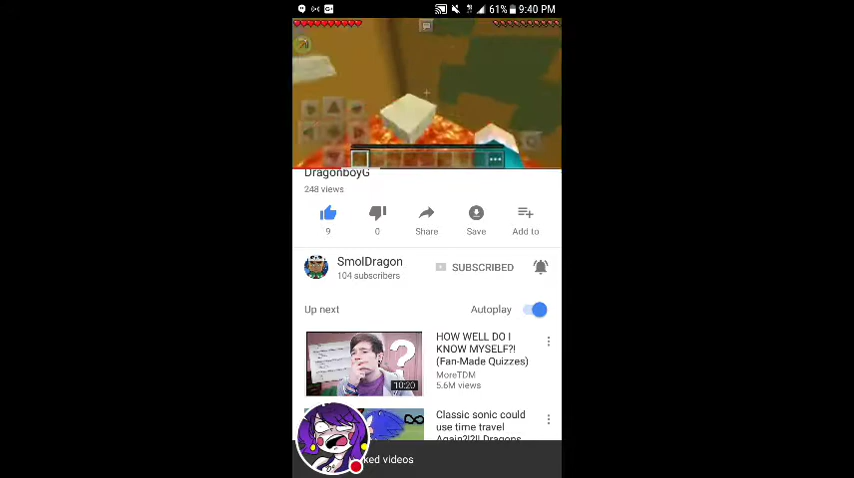 61% 9:40 PM
DragonboyG
248 views
9 0 Share Save Add to
SmolDragon
104 subscribers
SUBSCRIBED
Up next
Autoplay
HOW WELL DO I
KNOW MYSELF?!
(Fan-Made Quizzes)
MoreTDM
5.6M views
10:20
Classic sonic could
use time travel
Again?!?!! Dragons
ked videos